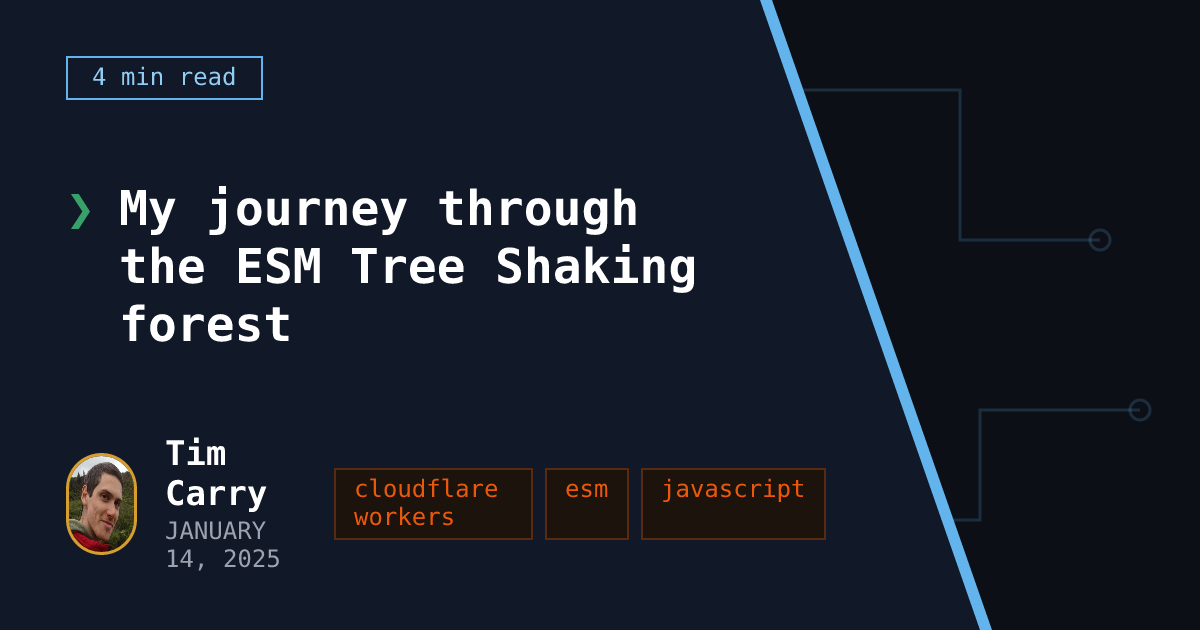 4 min read
❯ My journey through
the ESM Tree Shaking
forest
Tim
Carry
JANUARY
14, 2025
cloudflare
workers
esm
javascript